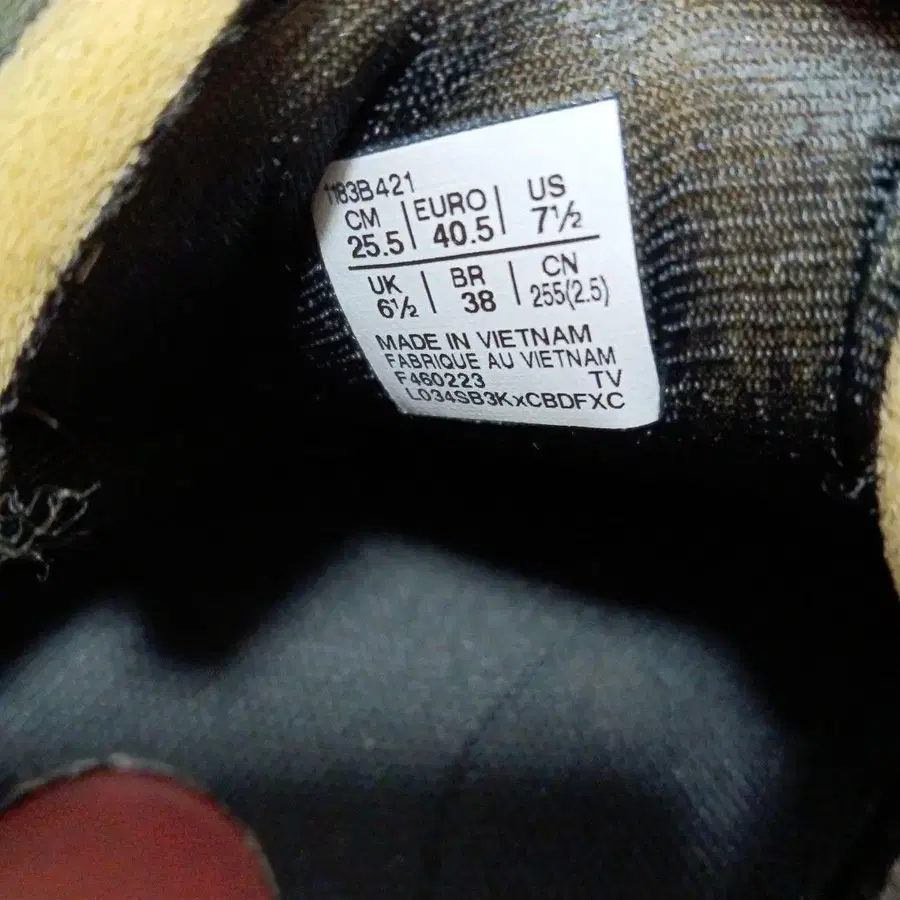 1183B421
CM | EURO | US
25.5 | 40.5 | 7½
UK | BR | CN
6½ | 38 | 255(2.5)
MADE IN VIETNAM
FABRIQUE AU VIETNAM
F460223 TV
L034SB3KxCBDFXC